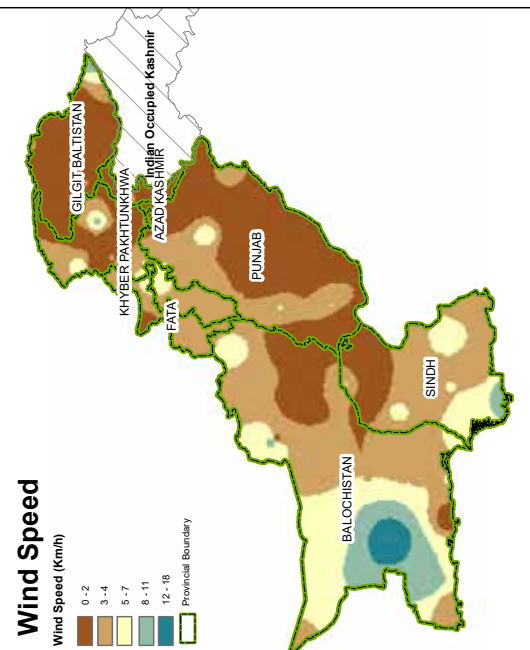 Wind Speed
Wind Speed (Km/h)
0 - 2
3 - 4
5 - 7
8 - 11
12 - 18
Provincial Boundary
GILGIT BALTISTAN
Indian Occupied Kashmir
KHYBER PAKHTUNKHWA
AZAD KASHMIR
FATA
PUNJAB
BALOCHISTAN
SINDH